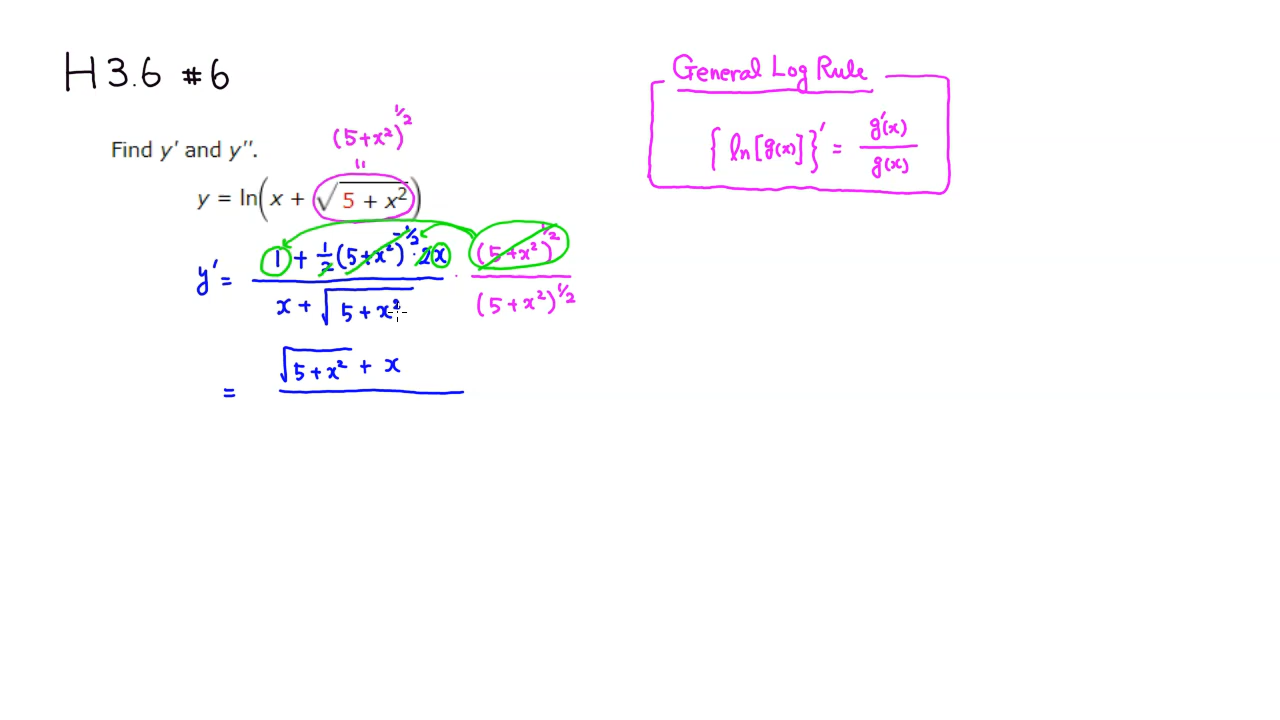 H 3.6 #6
General Log Rule
{ ln[g(x)] }' = g'(x) / g(x)
(5+x²)^1/2
Find y' and y''.
"
y = ln(x + √(5 + x²))
y' = 1 + 1/2 (5+x²)^-1/2 · 2x / x + √(5+x²) · (5+x²)^1/2 / (5+x²)^1/2
= √(5+x²) + x